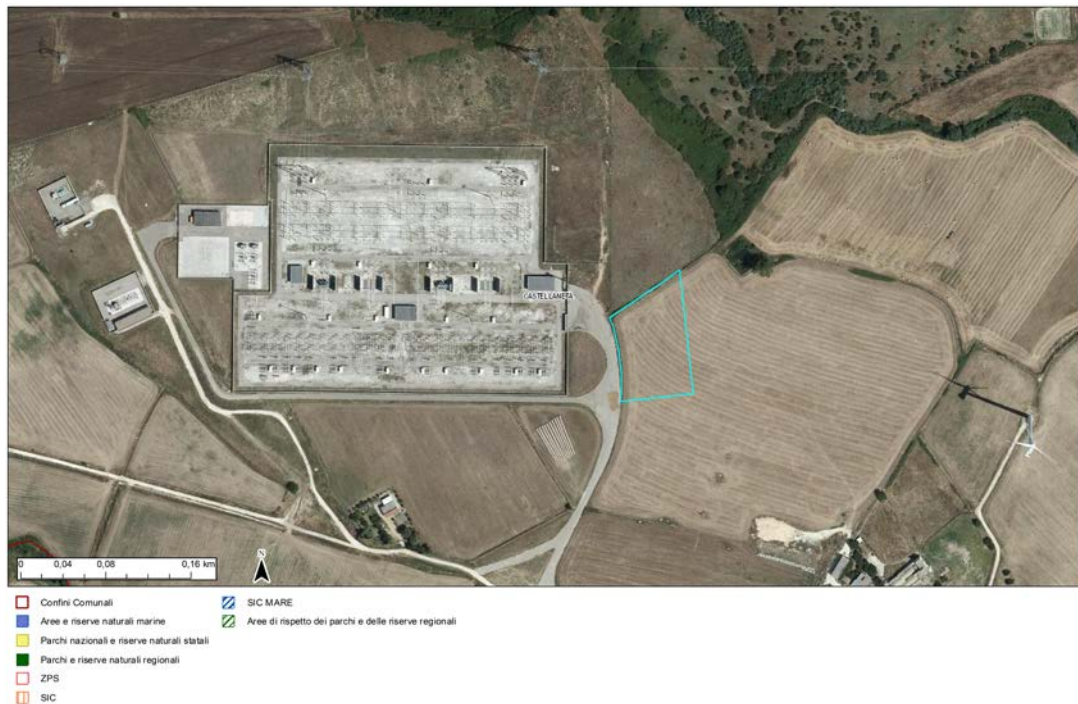 CASTELLANETA
0 0,04 0,08 0,16 km
N
Confini Comunali
Aree e riserve naturali marine
Parchi nazionali e riserve naturali statali
Parchi e riserve naturali regionali
ZPS
SIC
SIC MARE
Aree di rispetto dei parchi e delle riserve regionali